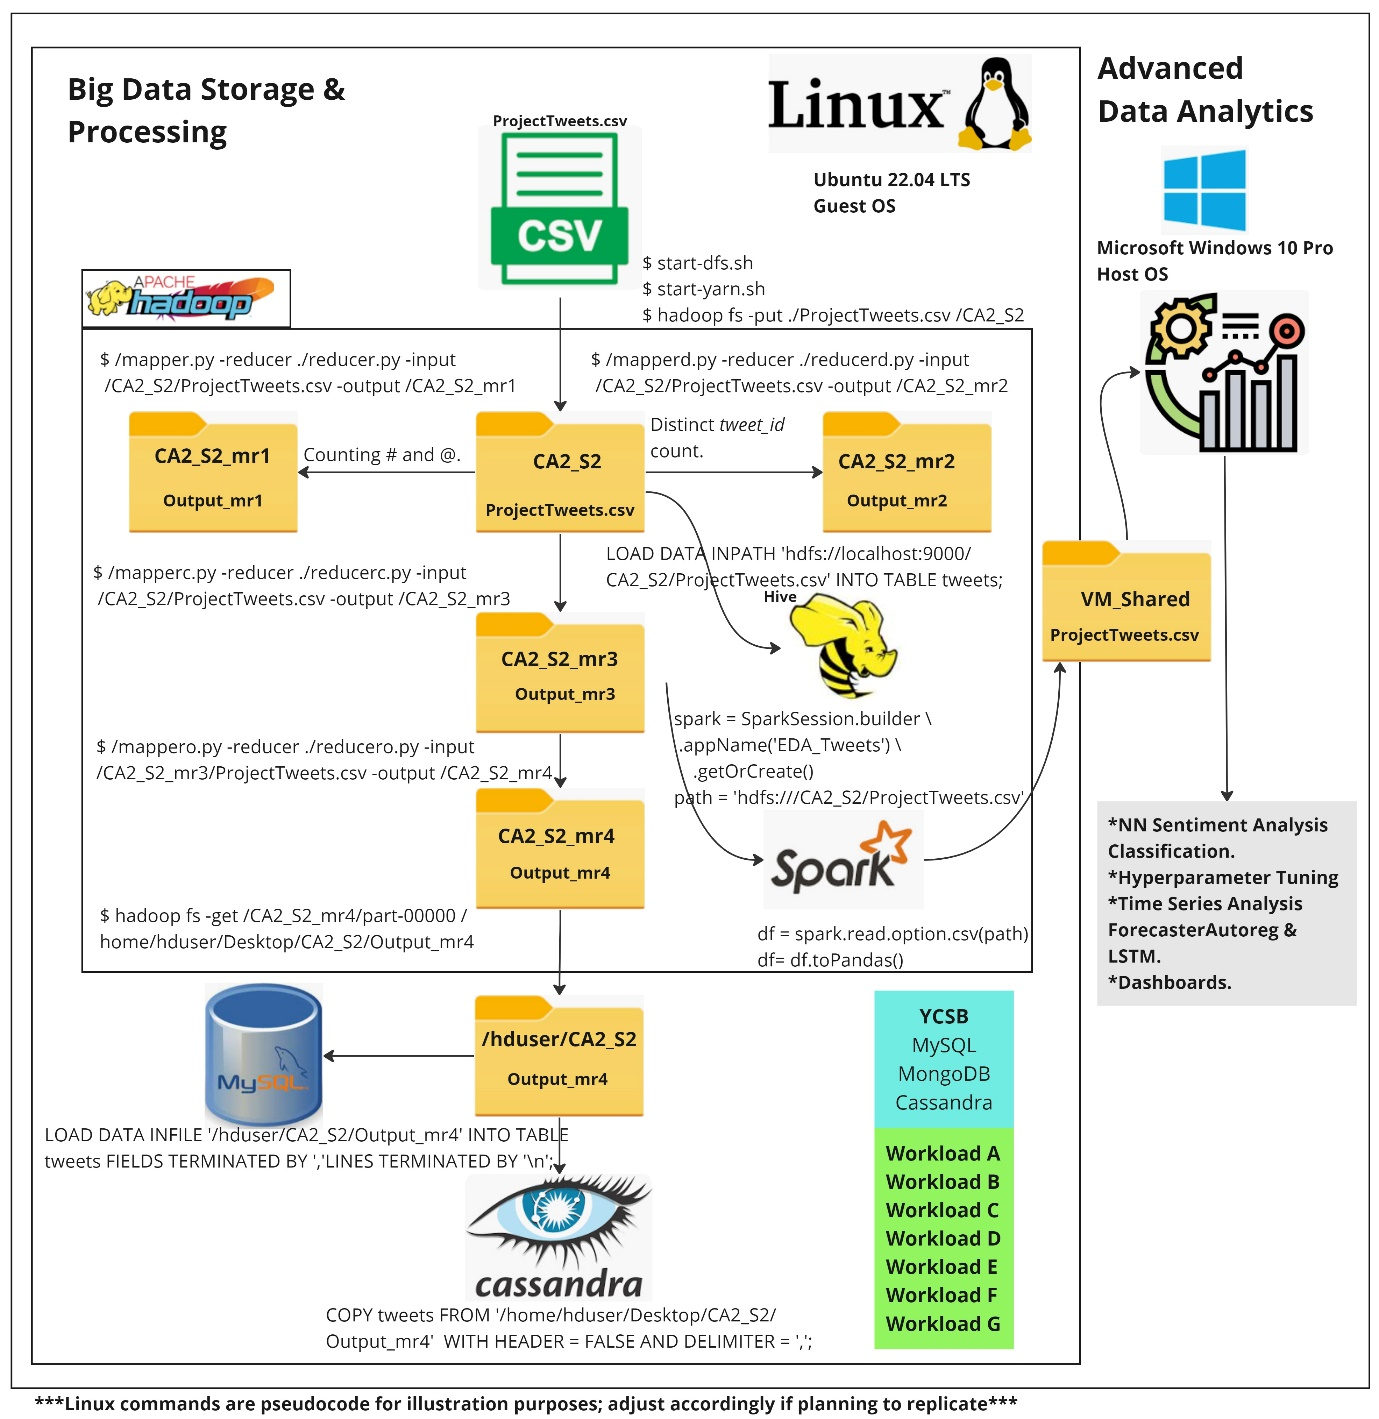 Big Data Storage &
Processing
ProjectTweets.csv
CSV
Linux™
Ubuntu 22.04 LTS
Guest OS
Advanced
Data Analytics
Microsoft Windows 10 Pro
Host OS
$ start-dfs.sh
$ start-yarn.sh
$ hadoop fs -put ./ProjectTweets.csv /CA2_S2
APACHE
hadoop
$ /mapper.py -reducer ./reducer.py -input
/CA2_S2/ProjectTweets.csv -output /CA2_S2_mr1
$ /mapperd.py -reducer ./reducerd.py -input
/CA2_S2/ProjectTweets.csv -output /CA2_S2_mr2
CA2_S2_mr1
Output_mr1
Counting # and @.
CA2_S2
ProjectTweets.csv
Distinct tweet_id
count.
CA2_S2_mr2
Output_mr2
LOAD DATA INPATH 'hdfs://localhost:9000/
CA2_S2/ProjectTweets.csv' INTO TABLE tweets;
Hive
$ /mapperc.py -reducer ./reducerc.py -input
/CA2_S2/ProjectTweets.csv -output /CA2_S2_mr3
CA2_S2_mr3
Output_mr3
VM_Shared
ProjectTweets.csv
spark = SparkSession.builder \
.appName('EDA_Tweets') \
.getOrCreate()
path = 'hdfs:///CA2_S2/ProjectTweets.csv'
$ /mappero.py -reducer ./reducero.py -input
/CA2_S2_mr3/ProjectTweets.csv -output /CA2_S2_mr4
CA2_S2_mr4
Output_mr4
Spark
df = spark.read.option.csv(path)
df= df.toPandas()
$ hadoop fs -get /CA2_S2_mr4/part-00000 /
home/hduser/Desktop/CA2_S2/Output_mr4
*NN Sentiment Analysis
Classification.
*Hyperparameter Tuning
*Time Series Analysis
ForecasterAutoreg &
LSTM.
*Dashboards.
MySQL
/hduser/CA2_S2
Output_mr4
LOAD DATA INFILE '/hduser/CA2_S2/Output_mr4' INTO TABLE
tweets FIELDS TERMINATED BY ','LINES TERMINATED BY '\n';
cassandra
COPY tweets FROM '/home/hduser/Desktop/CA2_S2/
Output_mr4'  WITH HEADER = FALSE AND DELIMITER = ',';
YCSB
MySQL
MongoDB
Cassandra
Workload A
Workload B
Workload C
Workload D
Workload E
Workload F
Workload G
***Linux commands are pseudocode for illustration purposes; adjust accordingly if planning to replicate***